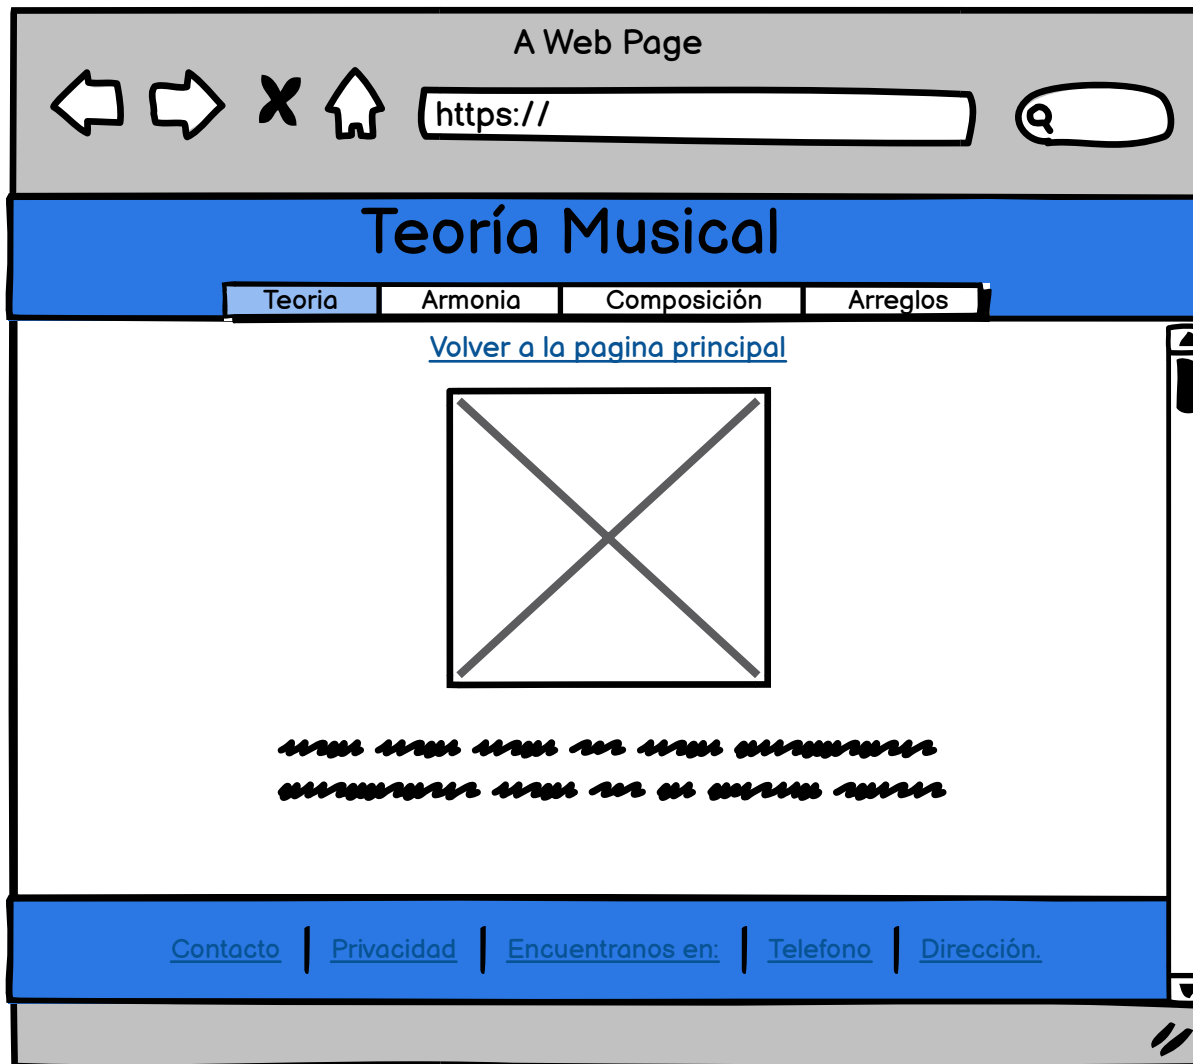 A Web Page
https://
Teoría Musical
Teoria Armonia Composición Arreglos
Volver a la pagina principal
Contacto Privacidad Encuentranos en: Telefono Dirección.